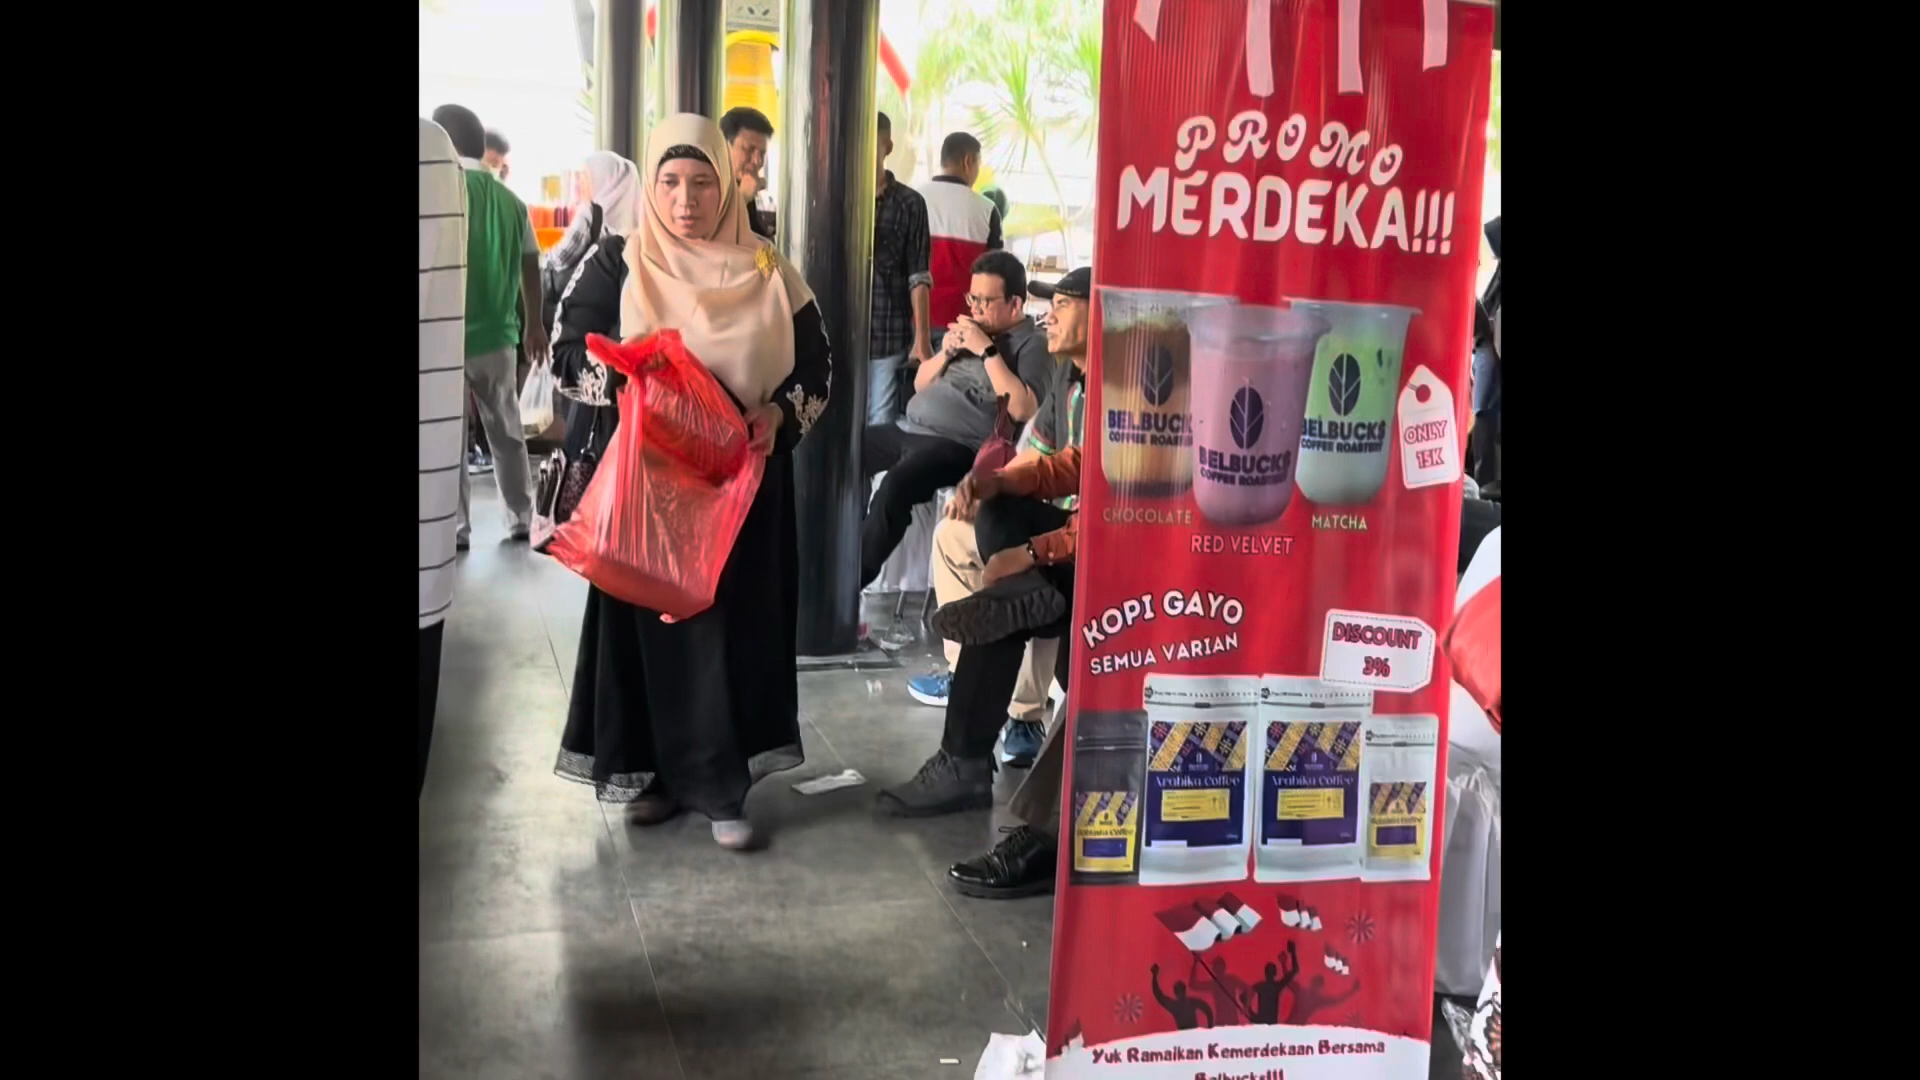 PROMO
MERDEKA!!!
BELBUCKS
COFFEE ROASTERY
BELBUCKS
COFFEE ROASTERY
BELBUCKS
COFFEE ROASTERY
ONLY
15K
CHOCOLATE
MATCHA
RED VELVET
KOPI GAYO
SEMUA VARIAN
DISCOUNT
3%
Arabika Coffee
Arabika Coffee
Yuk Ramaikan Kemerdekaan Bersama
Belbucks!!!